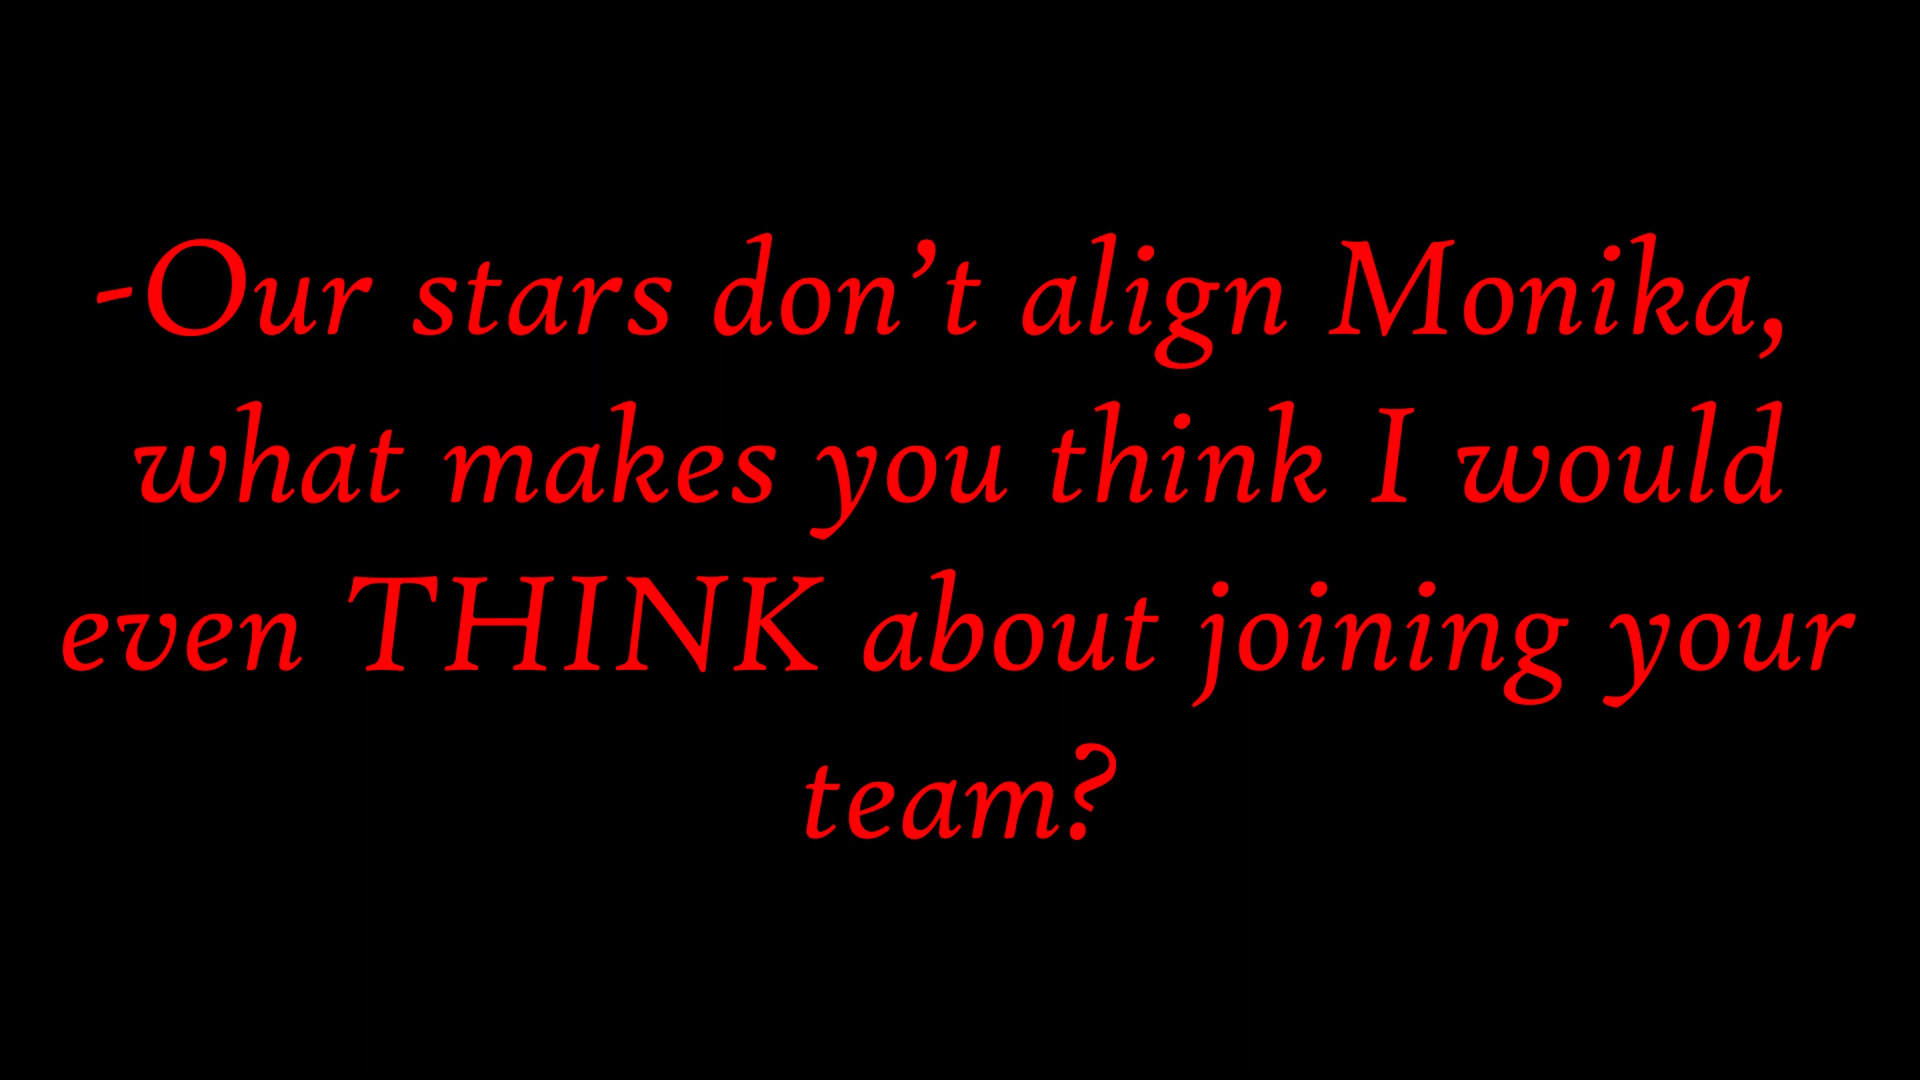 -Our stars don’t align Monika,
what makes you think I would
even THINK about joining your
team?